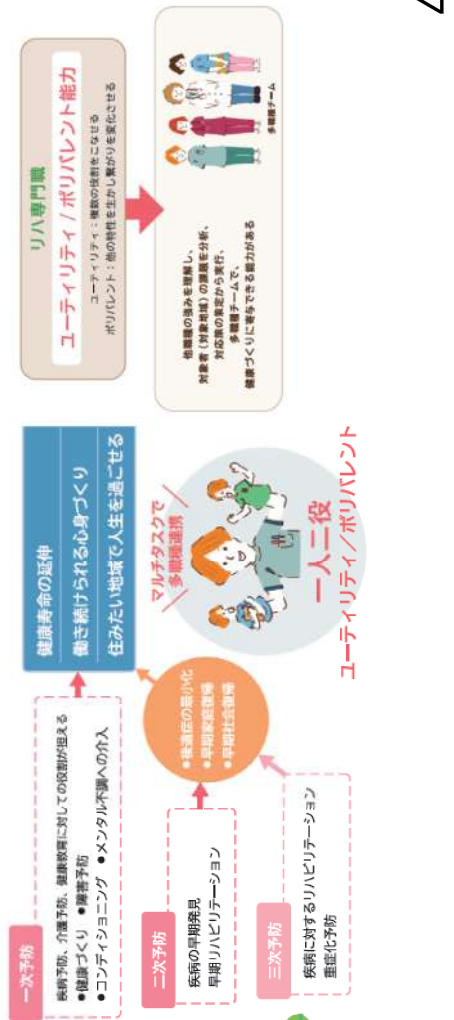 一次予防
疾病予防、介護予防、健康教育に対しての役割が担える
●健康づくり ●障害予防
●コンディショニング ●メンタル不調への介入
二次予防
疾病の早期発見
早期リハビリテーション
三次予防
疾病に対するリハビリテーション
重症化予防
●後遺症の最小化
●早期家庭復帰
●早期社会復帰
健康寿命の延伸
働き続けられる心身づくり
住みたい地域で人生を過ごせる
マルチタスクで
多職種連携
一人二役
ユーティリティ／ポリバレント
リハ専門職
ユーティリティ / ポリバレント能力
ユーティリティ：複数の役割をこなせる
ポリバレント：他の特性を生かし繋がりを変化させる
他職種の強みを理解し、
対象者（対象地域）の課題を分析、
対応策の策定から実行、
多職種チームで、
健康づくりに寄与できる能力がある
多職種チーム